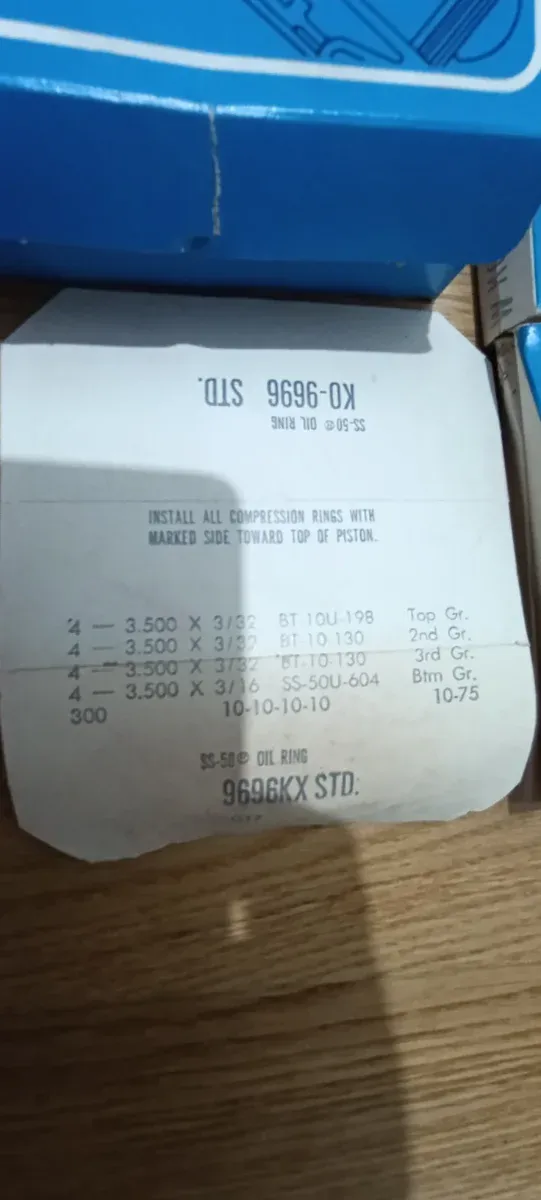 KO-9696 STD.
SS-50® OIL RING
INSTALL ALL COMPRESSION RINGS WITH
MARKED SIDE TOWARD TOP OF PISTON.
4 — 3.500 X 3/32 BT 10U-198 Top Gr.
4 — 3.500 X 3/32 BT 10-130 2nd Gr.
4 — 3.500 X 3/32 BT-10-130 3rd Gr.
4 — 3.500 X 3/16 SS-50U-604 Btm Gr.
300 10-10-10-10 10-75
SS-50® OIL RING
9696KX STD.